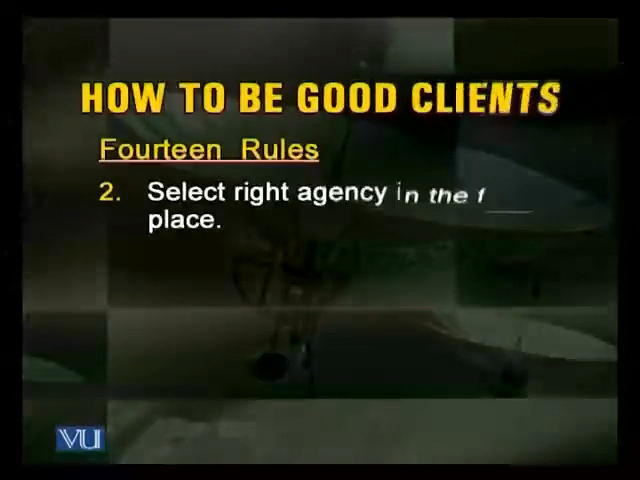 HOW TO BE GOOD CLIENTS
Fourteen Rules
2. Select right agency in the f
place.
VU